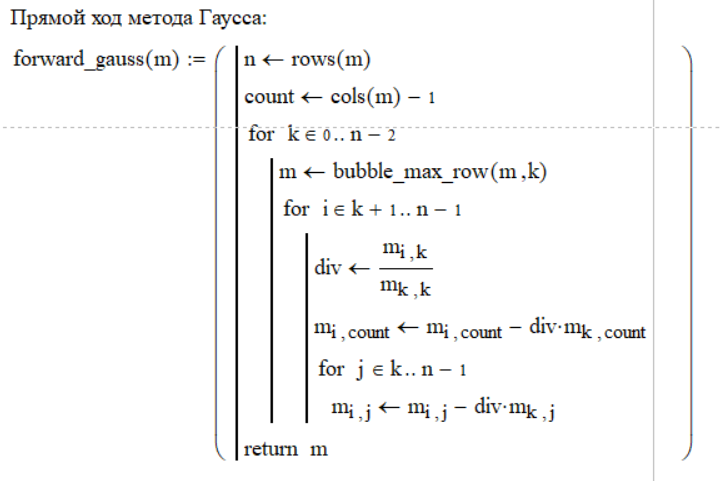 Прямой ход метода Гаусса:
forward_gauss(m) := n ← rows(m)
count ← cols(m) − 1
for k ∈ 0.. n − 2
m ← bubble_max_row(m,k)
for i ∈ k + 1.. n − 1
div ← m_{i,k} / m_{k,k}
m_{i,count} ← m_{i,count} − div·m_{k,count}
for j ∈ k.. n − 1
m_{i,j} ← m_{i,j} − div·m_{k,j}
return m